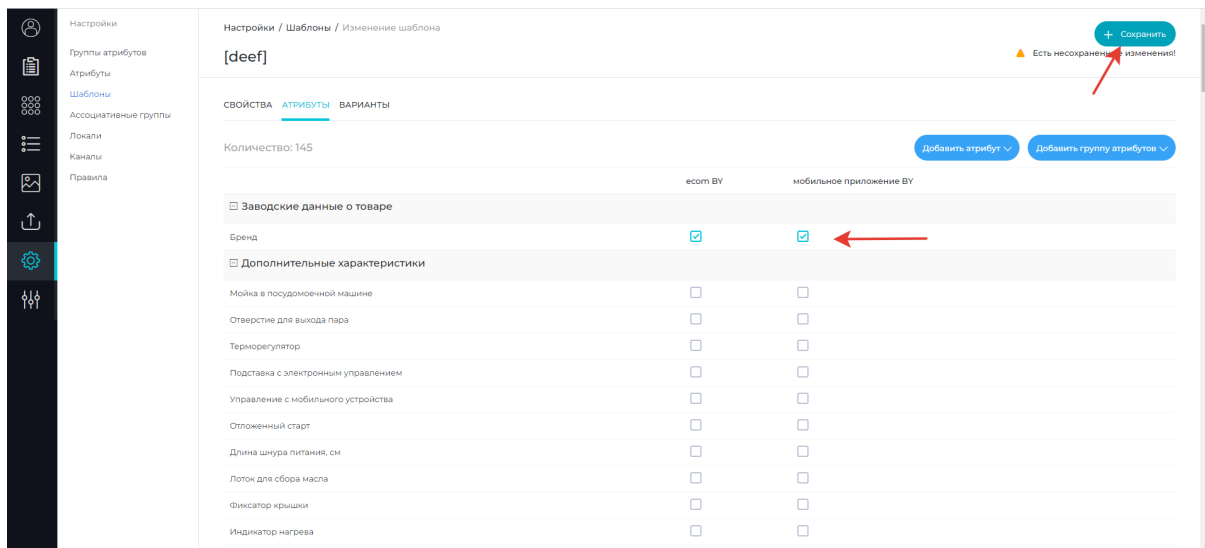 Настройки
Группы атрибутов
Атрибуты
Шаблоны
Ассоциативные группы
Локали
Каналы
Правила
Настройки / Шаблоны / Изменение шаблона
[deef]
+ Сохранить
Есть несохраненные изменения!
СВОЙСТВА АТРИБУТЫ ВАРИАНТЫ
Количество: 145
Добавить атрибут
Добавить группу атрибутов
ecom BY
мобильное приложение BY
Заводские данные о товаре
Бренд
Дополнительные характеристики
Мойка в посудомоечной машине
Отверстие для выхода пара
Терморегулятор
Подставка с электронным управлением
Управление с мобильного устройства
Отложенный старт
Длина шнура питания, см
Лоток для сбора масла
Фиксатор крышки
Индикатор нагрева